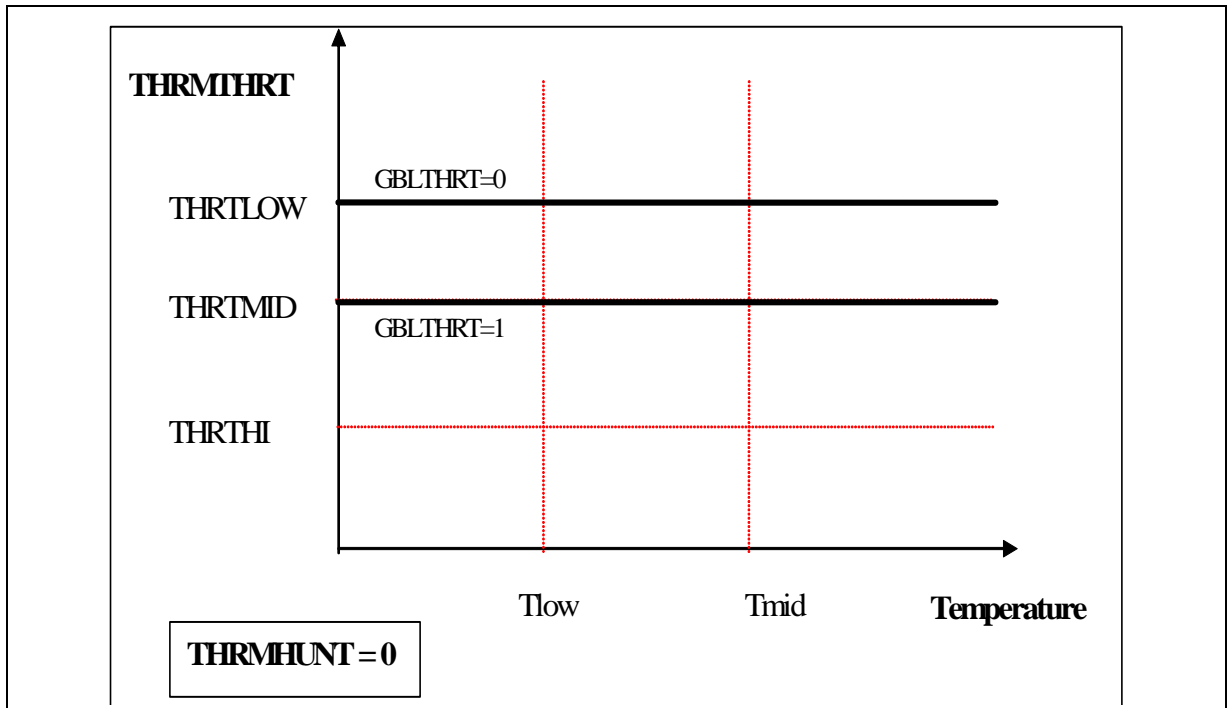 THRMTHRT
GBLTHRT=0
THRTLOW
THRTMID
GBLTHRT=1
THRTHI
Tlow
Tmid
Temperature
THRMHUNT = 0